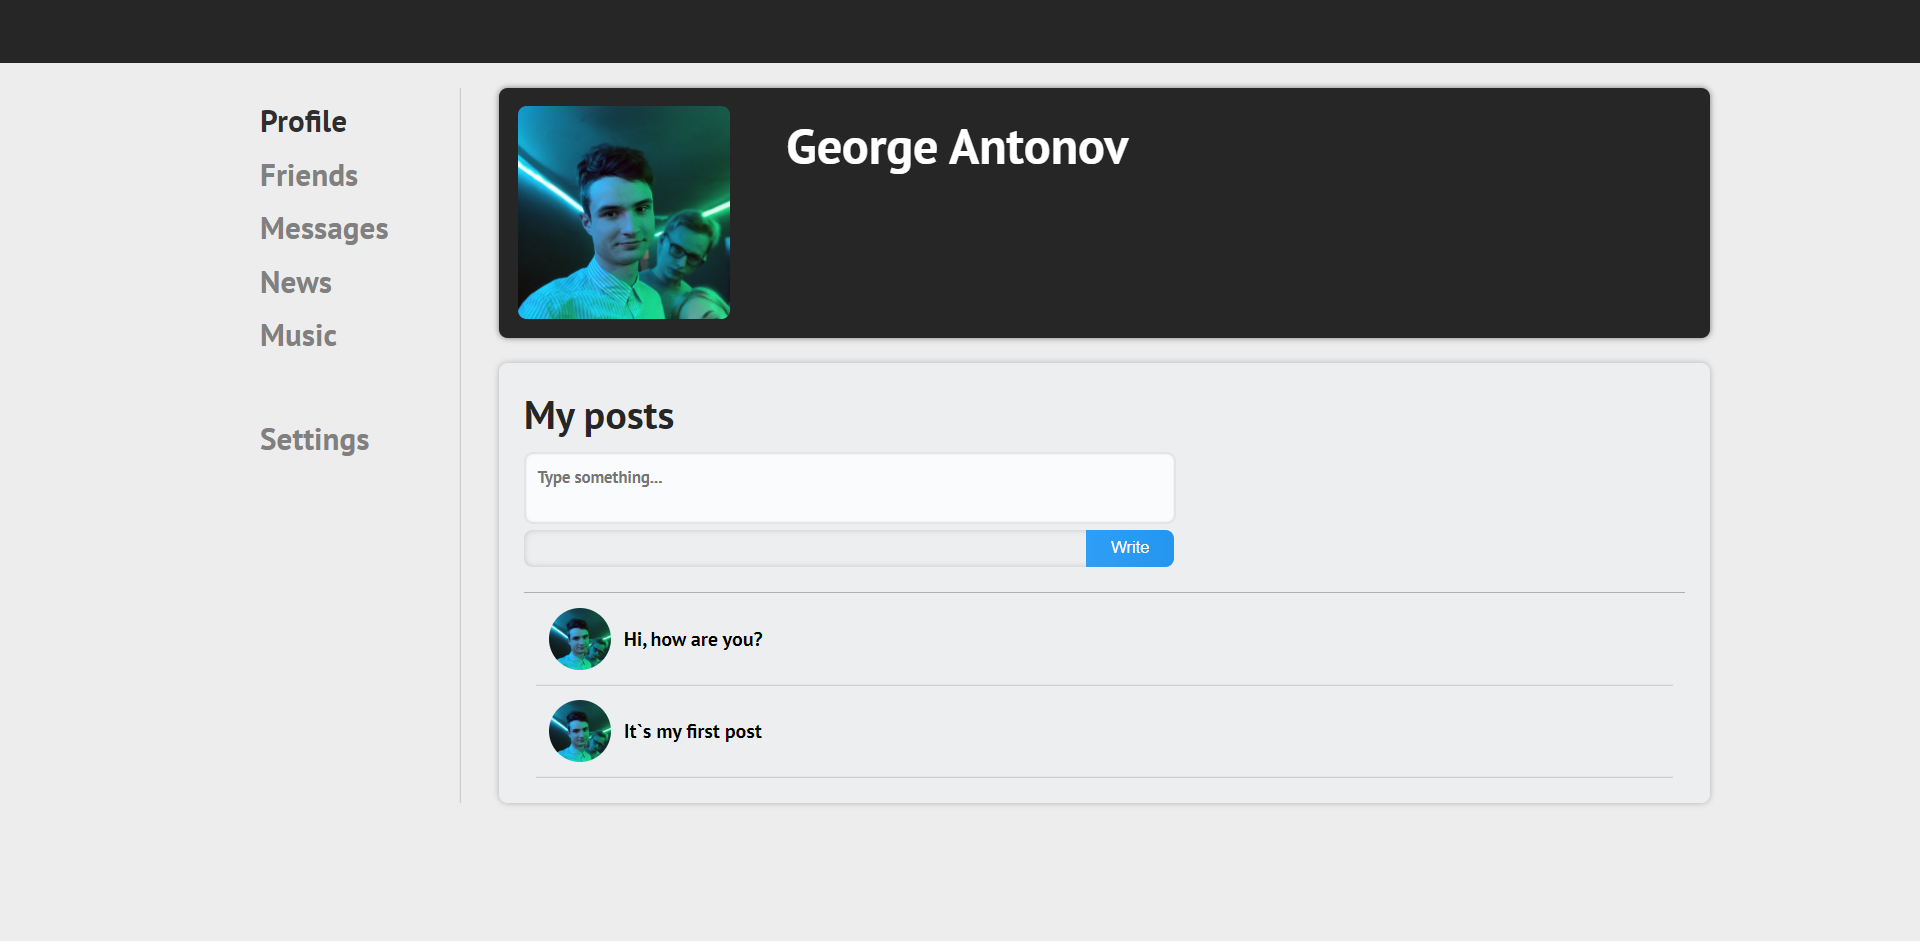 Profile
Friends
Messages
News
Music
Settings
George Antonov
My posts
Type something...
Write
Hi, how are you?
It`s my first post